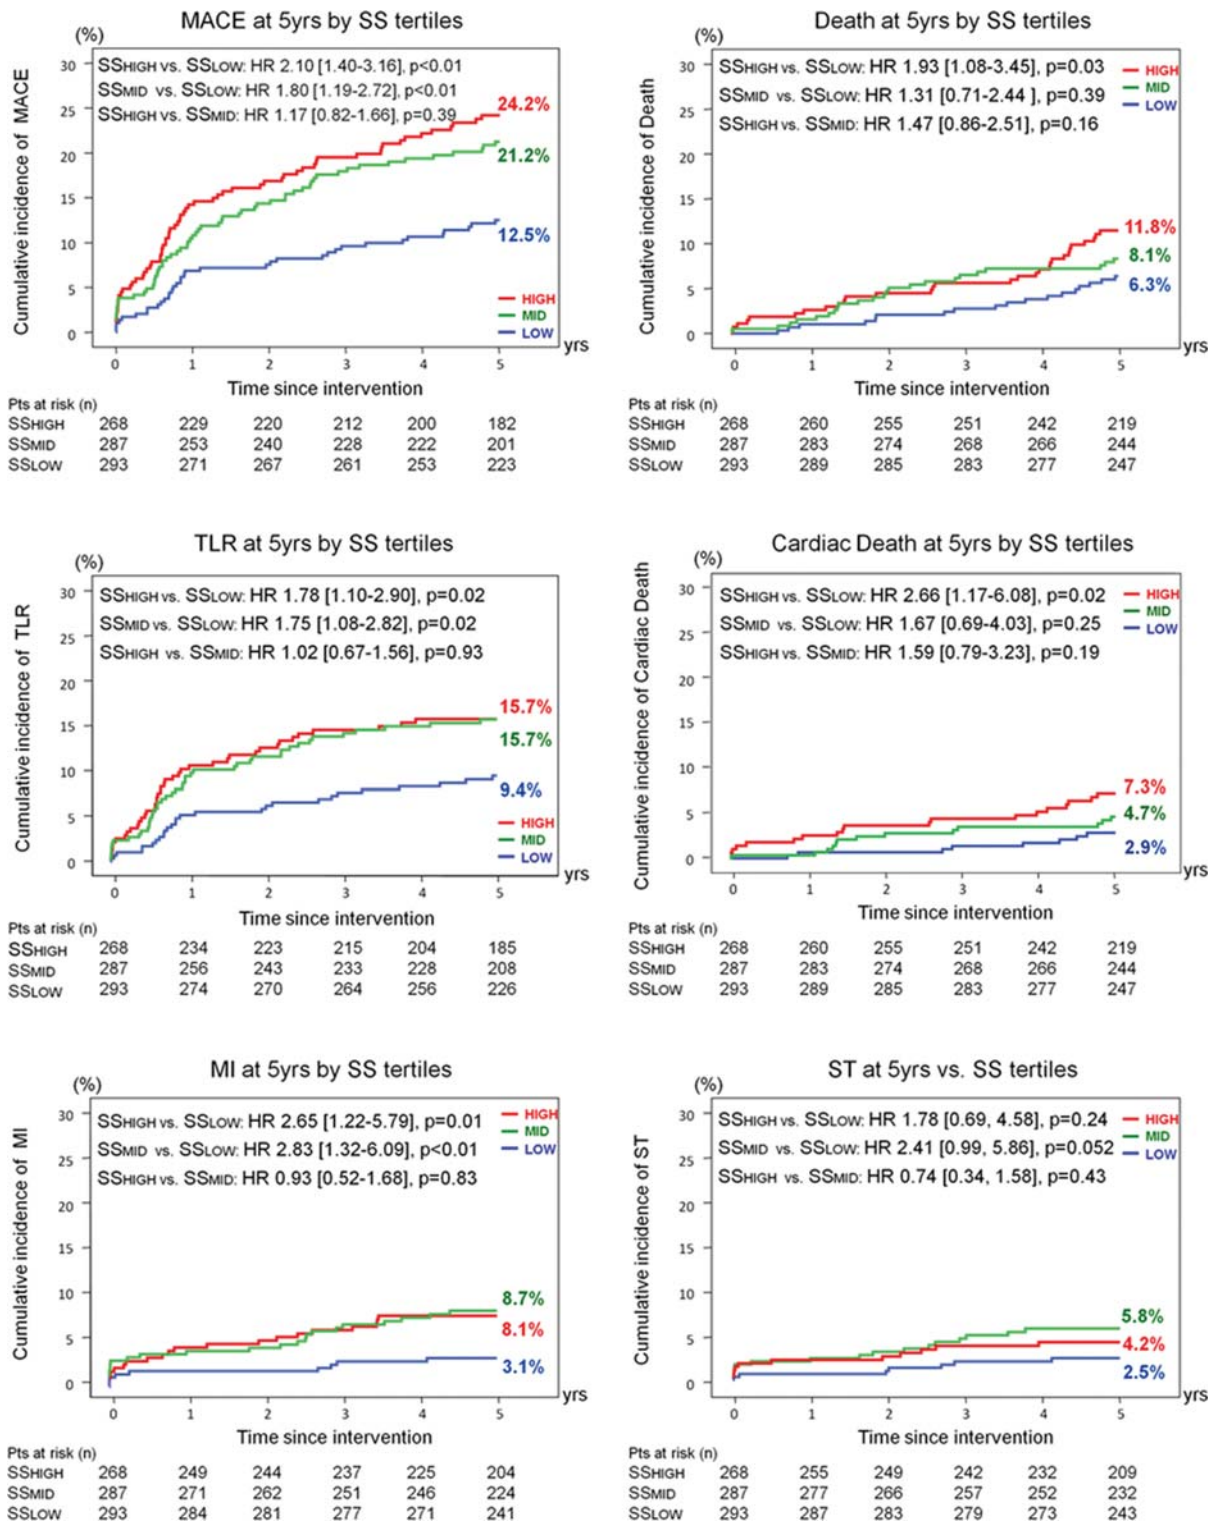 MACE at 5yrs by SS tertiles
(%)
Cumulative incidence of MACE
SSHIGH vs. SSLOW: HR 2.10 [1.40-3.16], p<0.01
SSMID vs. SSLOW: HR 1.80 [1.19-2.72], p<0.01
SSHIGH vs. SSMID: HR 1.17 [0.82-1.66], p=0.39
30
25
20
15
10
5
0
24.2%
21.2%
12.5%
HIGH
MID
LOW
yrs
0 1 2 3 4 5
Time since intervention
Pts at risk (n)
SSHIGH 268 229 220 212 200 182
SSMID 287 253 240 228 222 201
SSLOW 293 271 267 261 253 223
Death at 5yrs by SS tertiles
(%)
Cumulative incidence of Death
SSHIGH vs. SSLOW: HR 1.93 [1.08-3.45], p=0.03
SSMID vs. SSLOW: HR 1.31 [0.71-2.44 ], p=0.39
SSHIGH vs. SSMID: HR 1.47 [0.86-2.51], p=0.16
HIGH
MID
LOW
30
25
20
15
10
5
0
11.8%
8.1%
6.3%
yrs
0 1 2 3 4 5
Time since intervention
Pts at risk (n)
SSHIGH 268 260 255 251 242 219
SSMID 287 283 274 268 266 244
SSLOW 293 289 285 283 277 247
TLR at 5yrs by SS tertiles
(%)
Cumulative incidence of TLR
SSHIGH vs. SSLOW: HR 1.78 [1.10-2.90], p=0.02
SSMID vs. SSLOW: HR 1.75 [1.08-2.82], p=0.02
SSHIGH vs. SSMID: HR 1.02 [0.67-1.56], p=0.93
30
25
20
15
10
5
0
15.7%
15.7%
9.4%
HIGH
MID
LOW
yrs
0 1 2 3 4 5
Time since intervention
Pts at risk (n)
SSHIGH 268 234 223 215 204 185
SSMID 287 256 243 233 228 208
SSLOW 293 274 270 264 256 226
Cardiac Death at 5yrs by SS tertiles
(%)
Cumulative incidence of Cardiac Death
SSHIGH vs. SSLOW: HR 2.66 [1.17-6.08], p=0.02
SSMID vs. SSLOW: HR 1.67 [0.69-4.03], p=0.25
SSHIGH vs. SSMID: HR 1.59 [0.79-3.23], p=0.19
HIGH
MID
LOW
30
25
20
15
10
5
0
7.3%
4.7%
2.9%
yrs
0 1 2 3 4 5
Time since intervention
Pts at risk (n)
SSHIGH 268 260 255 251 242 219
SSMID 287 283 274 268 266 244
SSLOW 293 289 285 283 277 247
MI at 5yrs by SS tertiles
(%)
Cumulative incidence of MI
SSHIGH vs. SSLOW: HR 2.65 [1.22-5.79], p=0.01
SSMID vs. SSLOW: HR 2.83 [1.32-6.09], p<0.01
SSHIGH vs. SSMID: HR 0.93 [0.52-1.68], p=0.83
HIGH
MID
LOW
30
25
20
15
10
5
0
8.7%
8.1%
3.1%
yrs
0 1 2 3 4 5
Time since intervention
Pts at risk (n)
SSHIGH 268 249 244 237 225 204
SSMID 287 271 262 251 246 224
SSLOW 293 284 281 277 271 241
ST at 5yrs vs. SS tertiles
(%)
Cumulative incidence of ST
SSHIGH vs. SSLOW: HR 1.78 [0.69, 4.58], p=0.24
SSMID vs. SSLOW: HR 2.41 [0.99, 5.86], p=0.052
SSHIGH vs. SSMID: HR 0.74 [0.34, 1.58], p=0.43
HIGH
MID
LOW
30
25
20
15
10
5
0
5.8%
4.2%
2.5%
yrs
0 1 2 3 4 5
Time since intervention
Pts at risk (n)
SSHIGH 268 255 249 242 232 209
SSMID 287 277 266 257 252 232
SSLOW 293 287 283 279 273 243